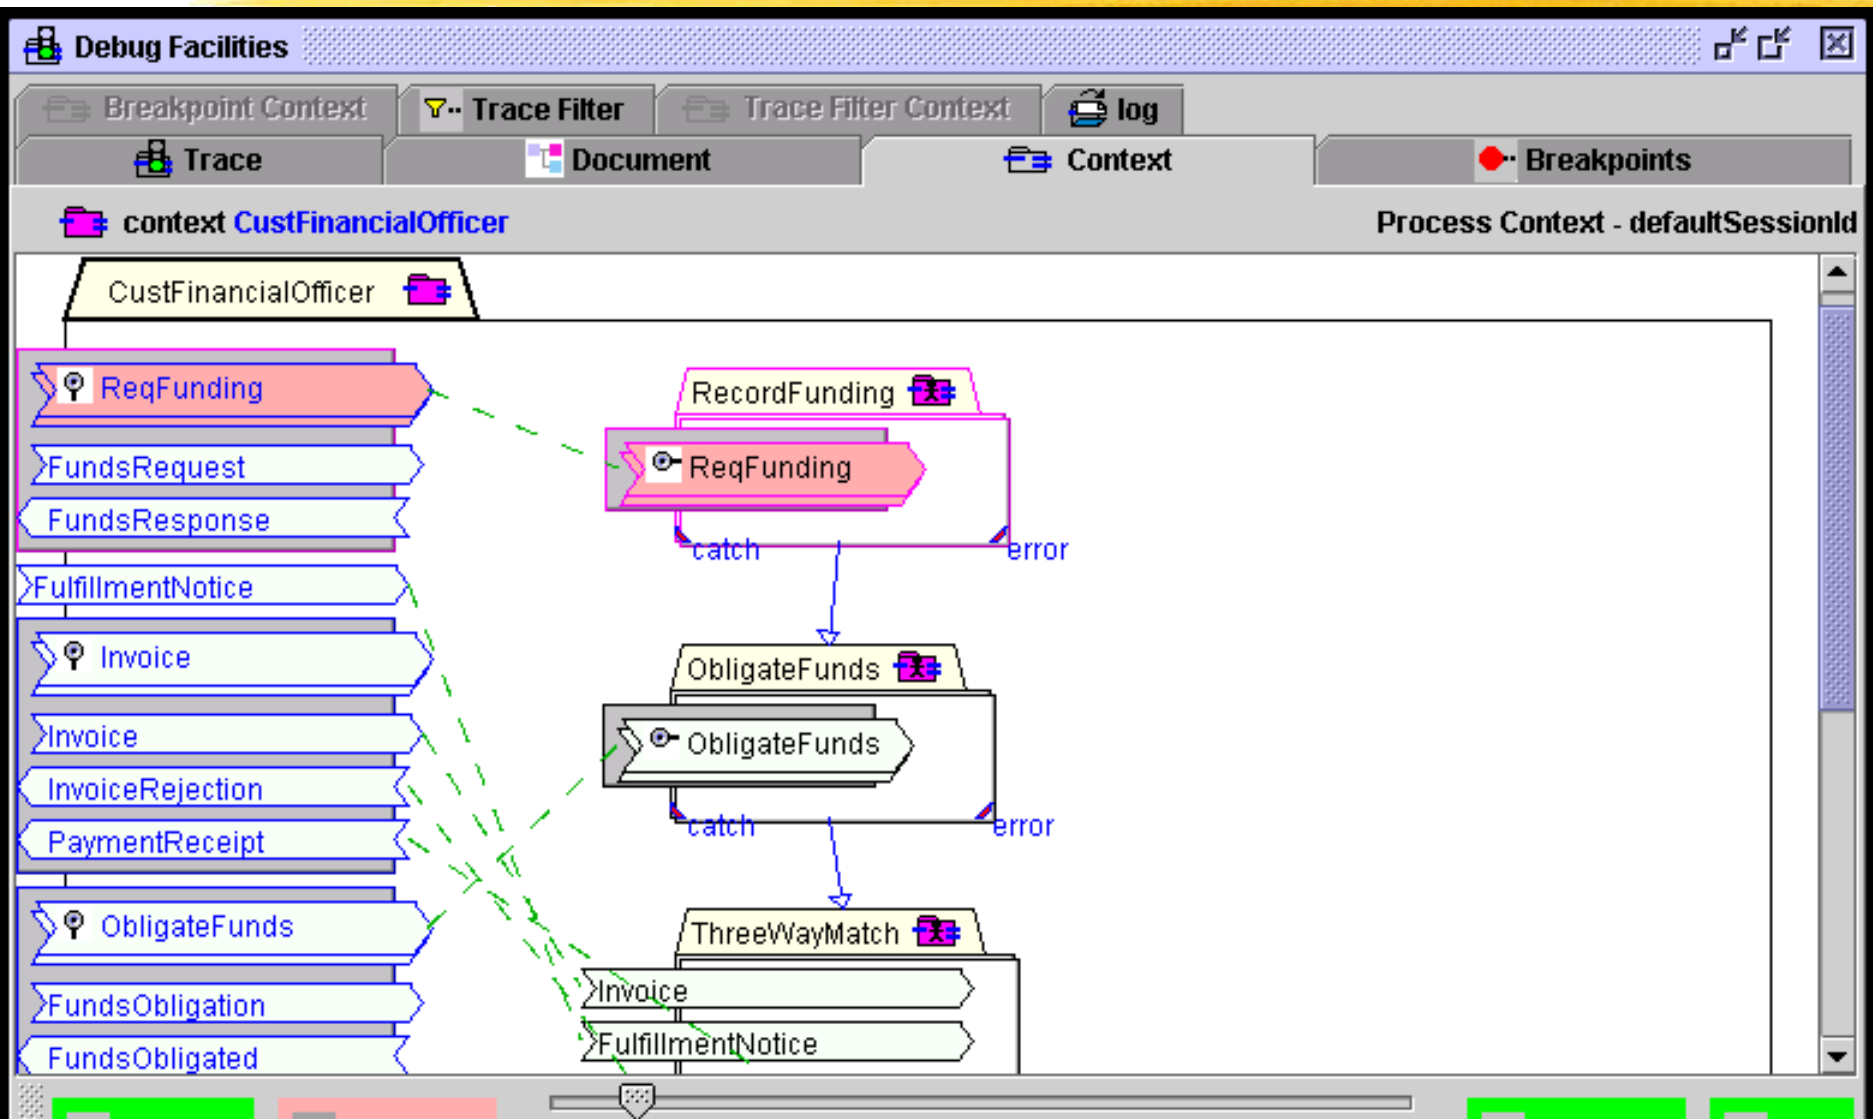 Debug Facilities
Breakpoint Context
Trace Filter
Trace Filter Context
log
Trace
Document
Context
Breakpoints
context CustFinancialOfficer
Process Context - defaultSessionId
CustFinancialOfficer
ReqFunding
FundsRequest
FundsResponse
FulfillmentNotice
Invoice
Invoice
InvoiceRejection
PaymentReceipt
ObligateFunds
FundsObligation
FundsObligated
RecordFunding
ReqFunding
catch
error
ObligateFunds
ObligateFunds
catch
error
ThreeWayMatch
Invoice
FulfillmentNotice